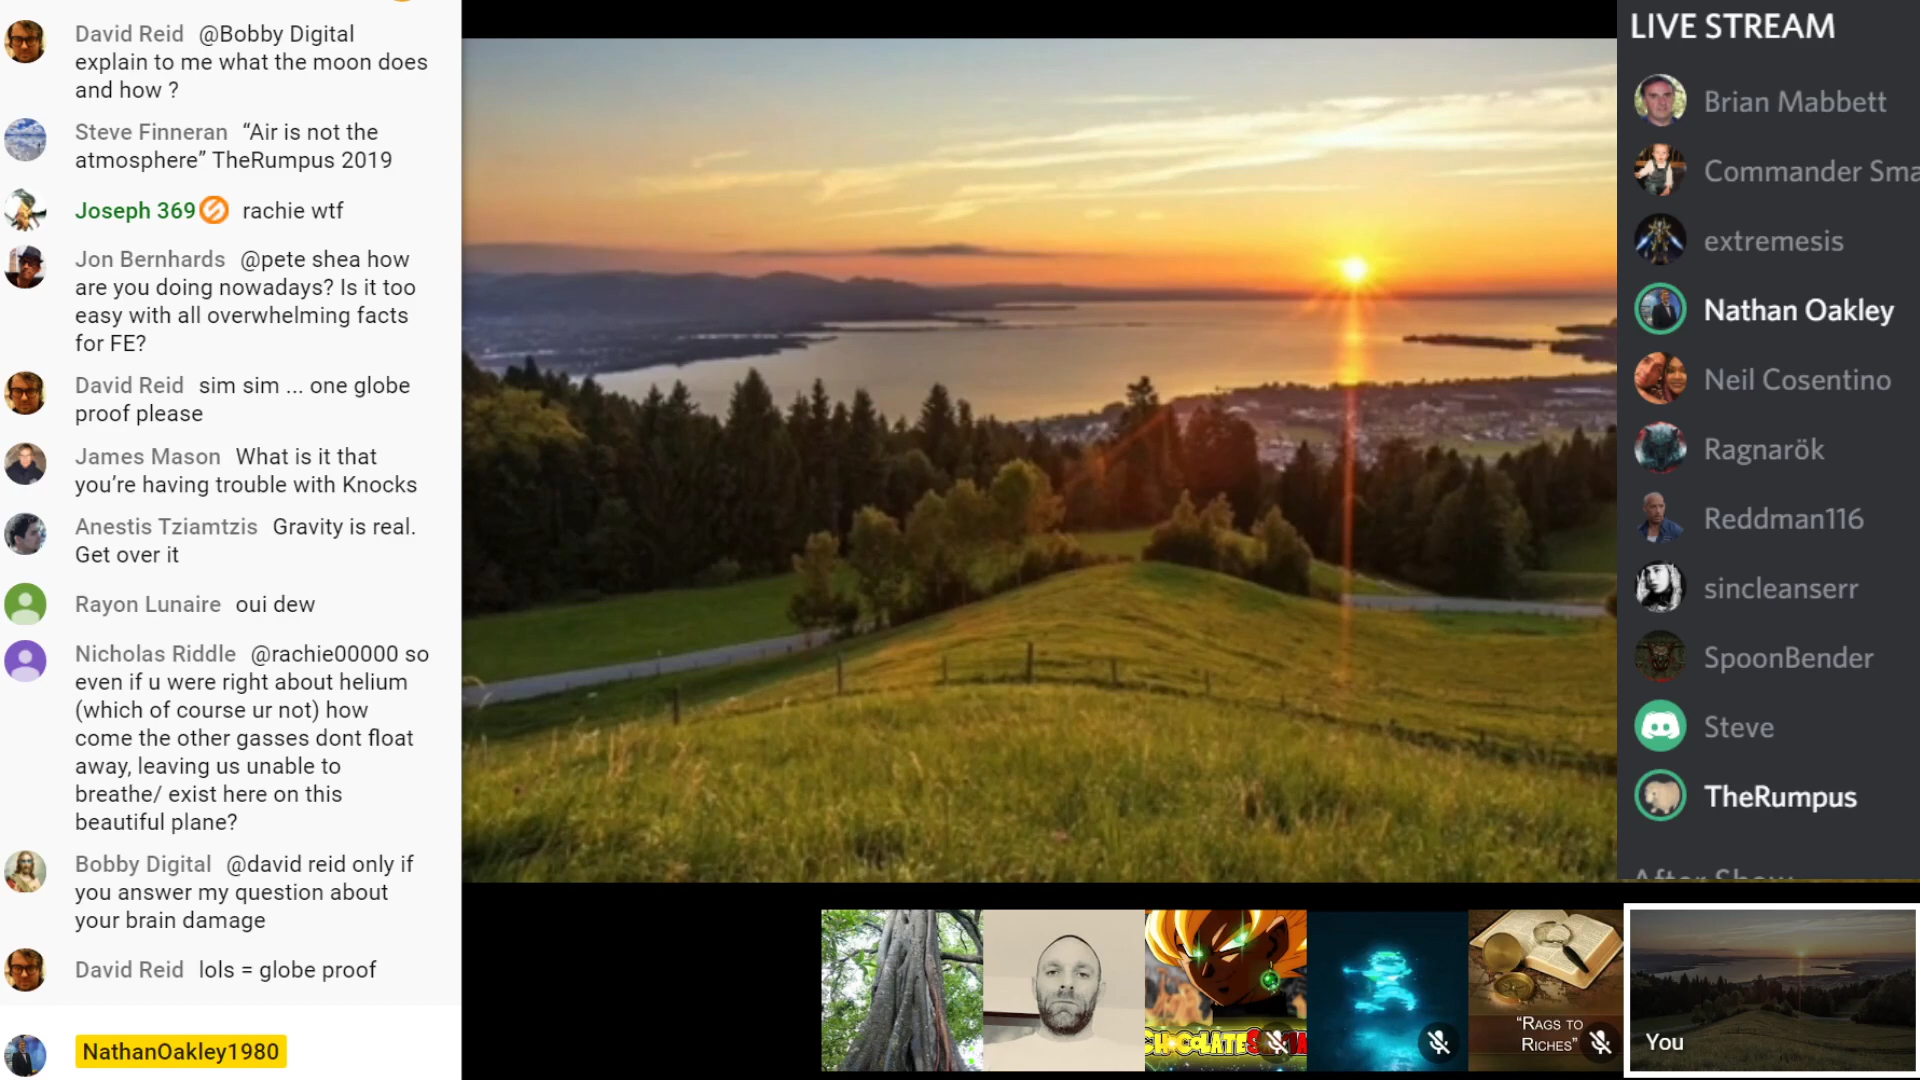 David Reid @Bobby Digital
explain to me what the moon does
and how ?
Steve Finneran “Air is not the
atmosphere” TheRumpus 2019
Joseph 369 rachie wtf
Jon Bernhards @pete shea how
are you doing nowadays? Is it too
easy with all overwhelming facts
for FE?
David Reid sim sim ... one globe
proof please
James Mason What is it that
you’re having trouble with Knocks
Anestis Tziamtzis Gravity is real.
Get over it
Rayon Lunaire oui dew
Nicholas Riddle @rachie00000 so
even if u were right about helium
(which of course ur not) how
come the other gasses dont float
away, leaving us unable to
breathe/ exist here on this
beautiful plane?
Bobby Digital @david reid only if
you answer my question about
your brain damage
David Reid lols = globe proof
NathanOakley1980
LIVE STREAM
Brian Mabbett
Commander Sma
extremesis
Nathan Oakley
Neil Cosentino
Ragnarök
Reddman116
sincleanserr
SpoonBender
Steve
TheRumpus
After Show
CHOCOLATE
“RAGS TO
RICHES”
You